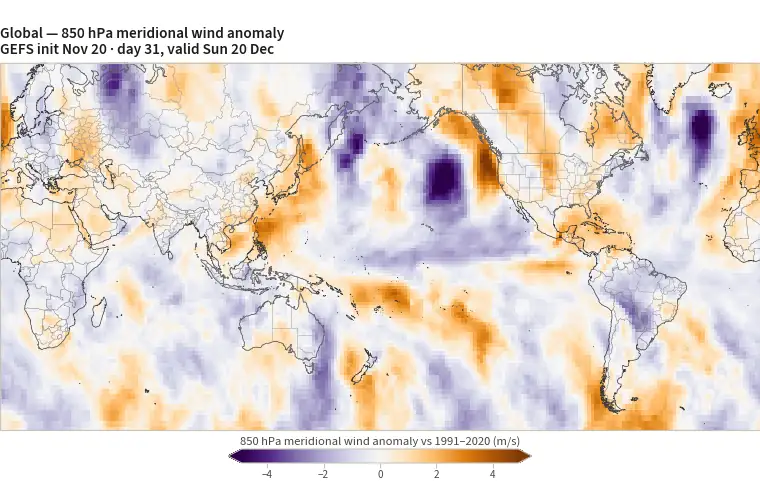 Global — 850 hPa meridional wind anomaly
GEFS init Nov 20 · day 31, valid Sun 20 Dec
850 hPa meridional wind anomaly vs 1991–2020 (m/s)
−4 −2 0 2 4